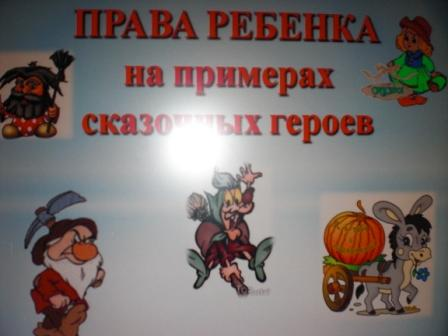 ПРАВА РЕБЕНКА
на примерах
сказочных героев